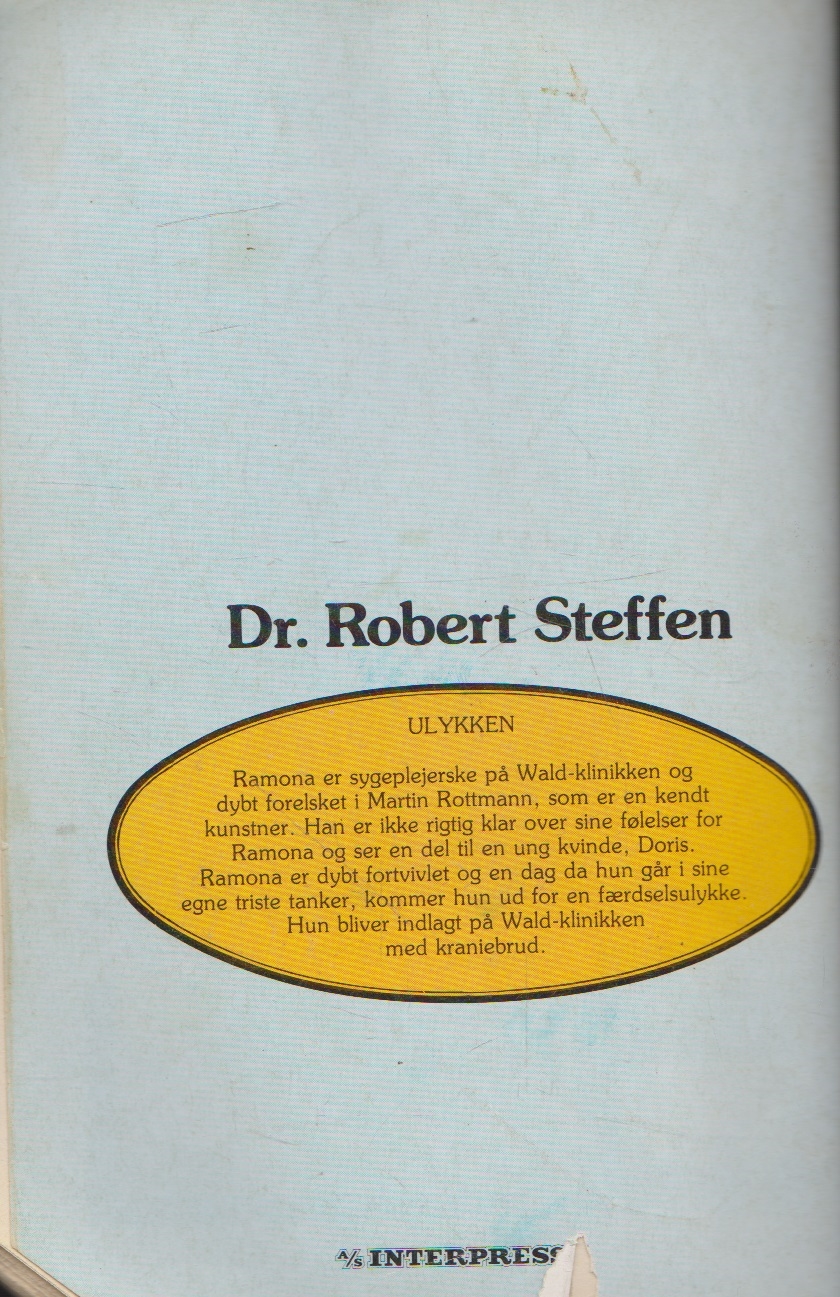 Dr. Robert Steffen
ULYKKEN
Ramona er sygeplejerske på Wald-klinikken og
dybt forelsket i Martin Rottmann, som er en kendt
kunstner. Han er ikke rigtig klar over sine følelser for
Ramona og ser en del til en ung kvinde, Doris.
Ramona er dybt fortvivlet og en dag da hun går i sine
egne triste tanker, kommer hun ud for en færdselsulykke.
Hun bliver indlagt på Wald-klinikken
med kraniebrud.
A/S INTERPRESS